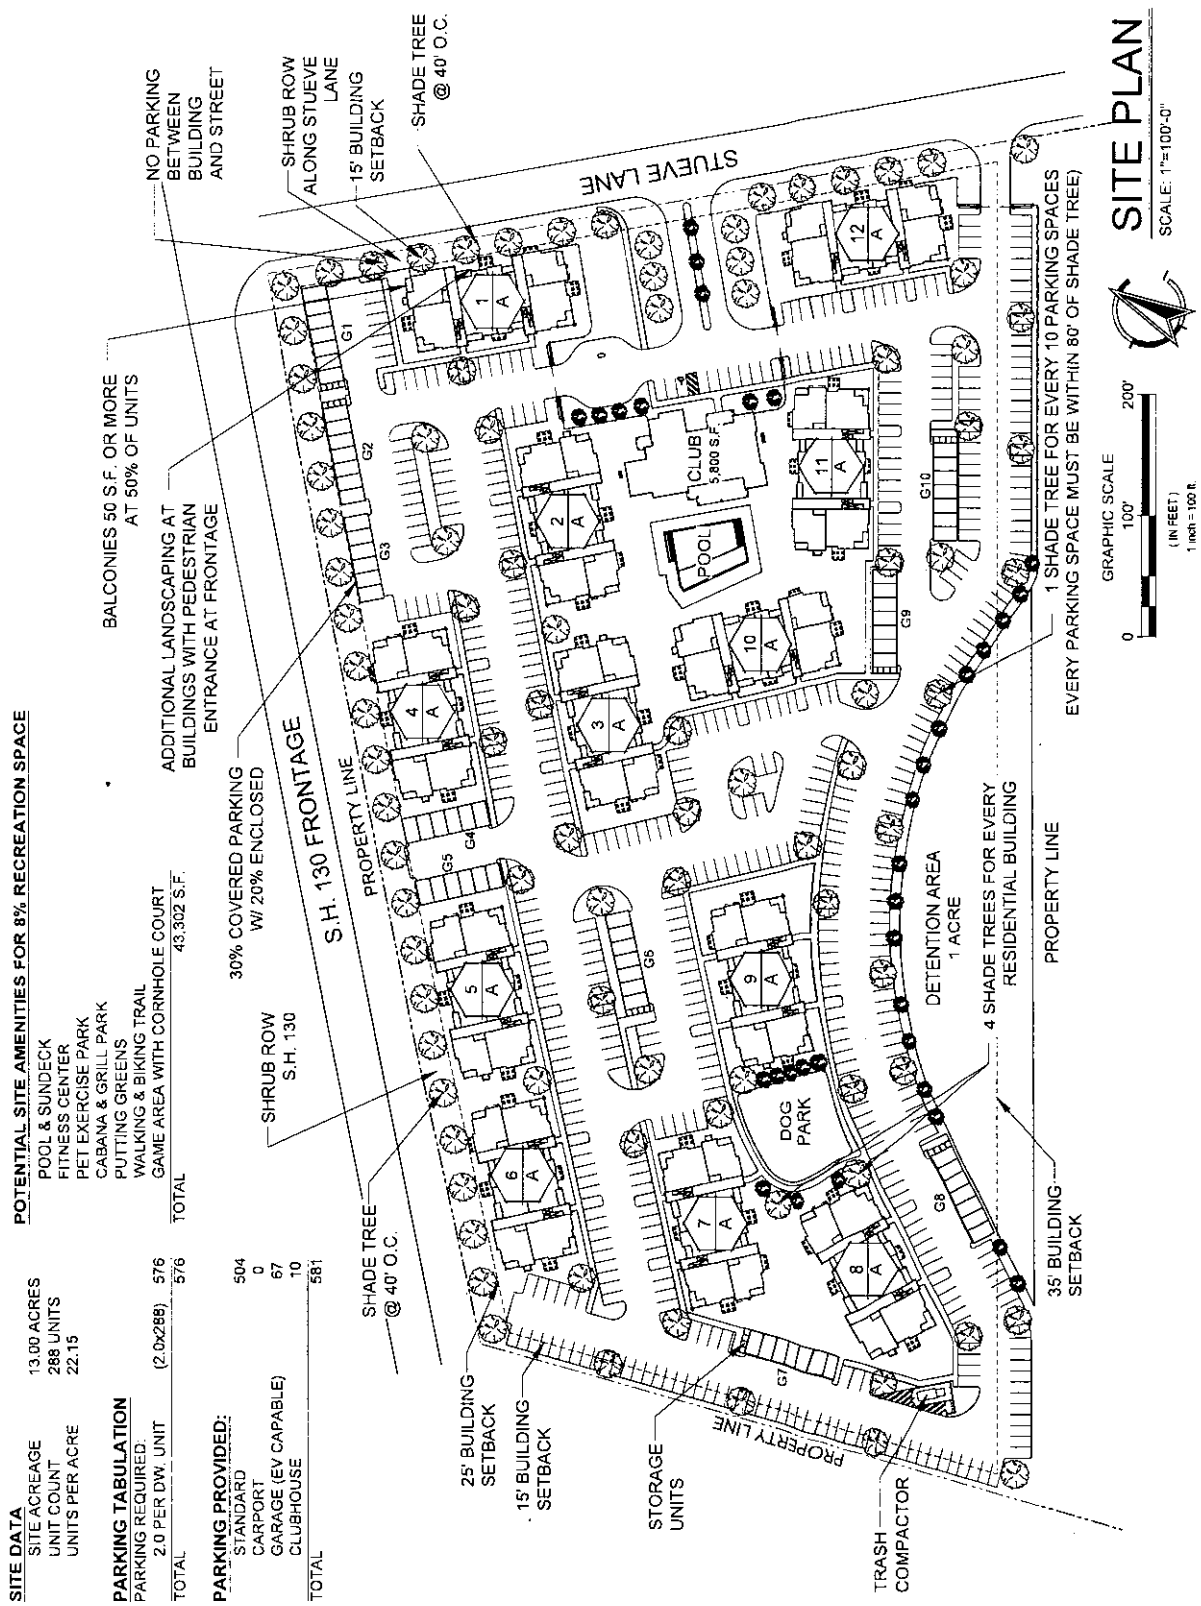 SITE DATA
SITE ACREAGE 13.00 ACRES
UNIT COUNT 288 UNITS
UNITS PER ACRE 22.15
PARKING TABULATION
PARKING REQUIRED:
2.0 PER DW. UNIT (2.0x288) 576
TOTAL 576
PARKING PROVIDED:
STANDARD 504
CARPORT 0
GARAGE (EV CAPABLE) 67
CLUBHOUSE 10
TOTAL 581
POTENTIAL SITE AMENITIES FOR 8% RECREATION SPACE
POOL & SUNDECK
FITNESS CENTER
PET EXERCISE PARK
CABANA & GRILL PARK
PUTTING GREENS
WALKING & BIKING TRAIL
GAME AREA WITH CORNHOLE COURT
TOTAL 43,302 S.F.
BALCONIES 50 S.F. OR MORE
AT 50% OF UNITS
ADDITIONAL LANDSCAPING AT
BUILDINGS WITH PEDESTRIAN
ENTRANCE AT FRONTAGE
30% COVERED PARKING
W/ 20% ENCLOSED
NO PARKING
BETWEEN
BUILDING
AND STREET
SHRUB ROW
ALONG STUEVE
LANE
15' BUILDING
SETBACK
SHADE TREE
@ 40' O.C.
SHRUB ROW
S.H. 130
SHADE TREE
@ 40' O.C.
S.H. 130 FRONTAGE
PROPERTY LINE
STUEVE LANE
25' BUILDING
SETBACK
15' BUILDING
SETBACK
STORAGE
UNITS
TRASH
COMPACTOR
PROPERTY LINE
G1
G2
G3
G4
G5
G6
G7
G8
G9
G10
1
A
2
A
3
A
4
A
5
A
6
A
7
A
8
A
9
A
10
A
11
A
12
A
CLUB
5,800 S.F.
POOL
DOG
PARK
DETENTION AREA
1 ACRE
4 SHADE TREES FOR EVERY
RESIDENTIAL BUILDING
PROPERTY LINE
35' BUILDING
SETBACK
1 SHADE TREE FOR EVERY 10 PARKING SPACES
EVERY PARKING SPACE MUST BE WITHIN 80' OF SHADE TREE)
GRAPHIC SCALE
0 100' 200'
( IN FEET )
1 inch = 100 ft.
SITE PLAN
SCALE: 1"=100'-0"